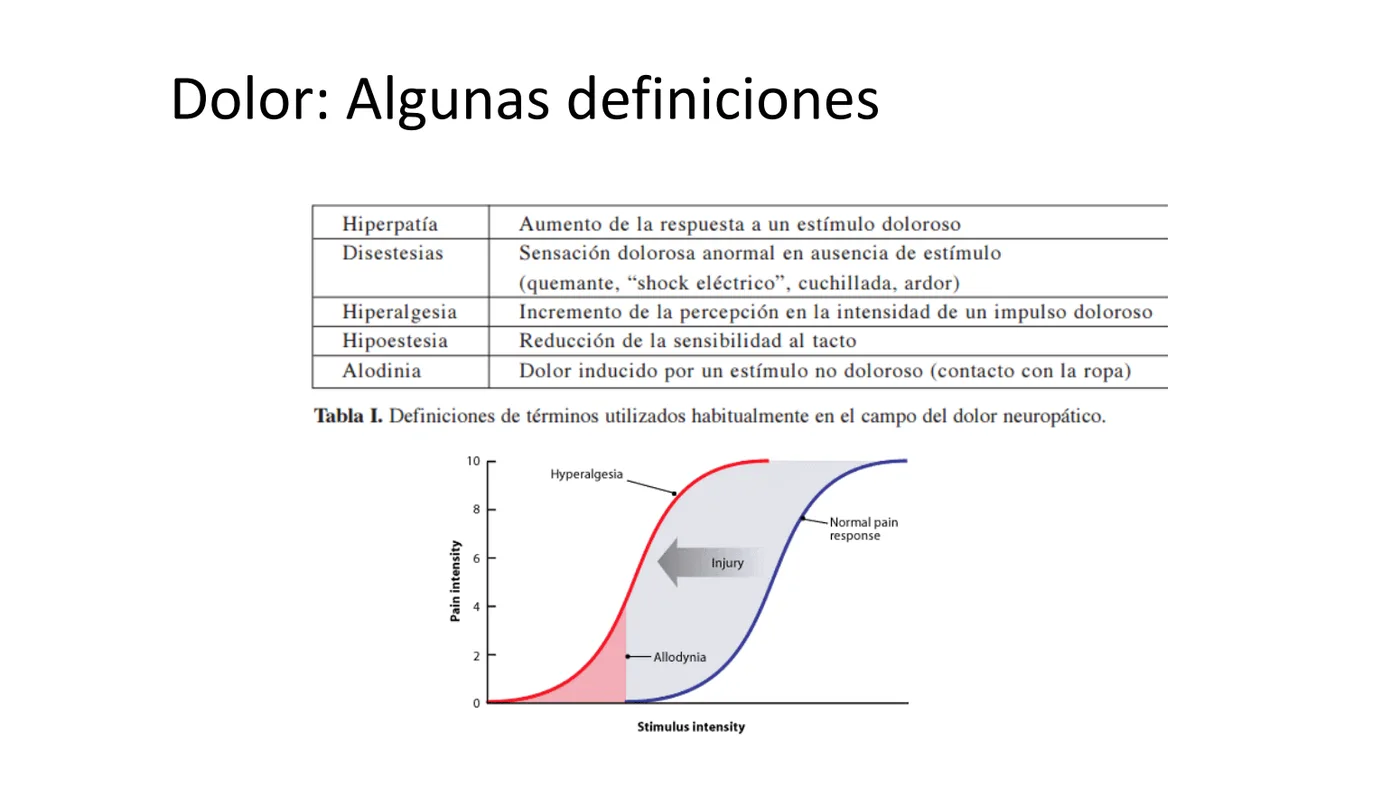 Dolor: Algunas definiciones
Hiperpatía Aumento de la respuesta a un estímulo doloroso
Disestesias Sensación dolorosa anormal en ausencia de estímulo
(quemante, “shock eléctrico”, cuchillada, ardor)
Hiperalgesia Incremento de la percepción en la intensidad de un impulso doloroso
Hipoestesia Reducción de la sensibilidad al tacto
Alodinia Dolor inducido por un estímulo no doloroso (contacto con la ropa)
Tabla I. Definiciones de términos utilizados habitualmente en el campo del dolor neuropático.
10
Hyperalgesia
8
Normal pain
response
6
Injury
Pain intensity
4
2
Allodynia
0
Stimulus intensity